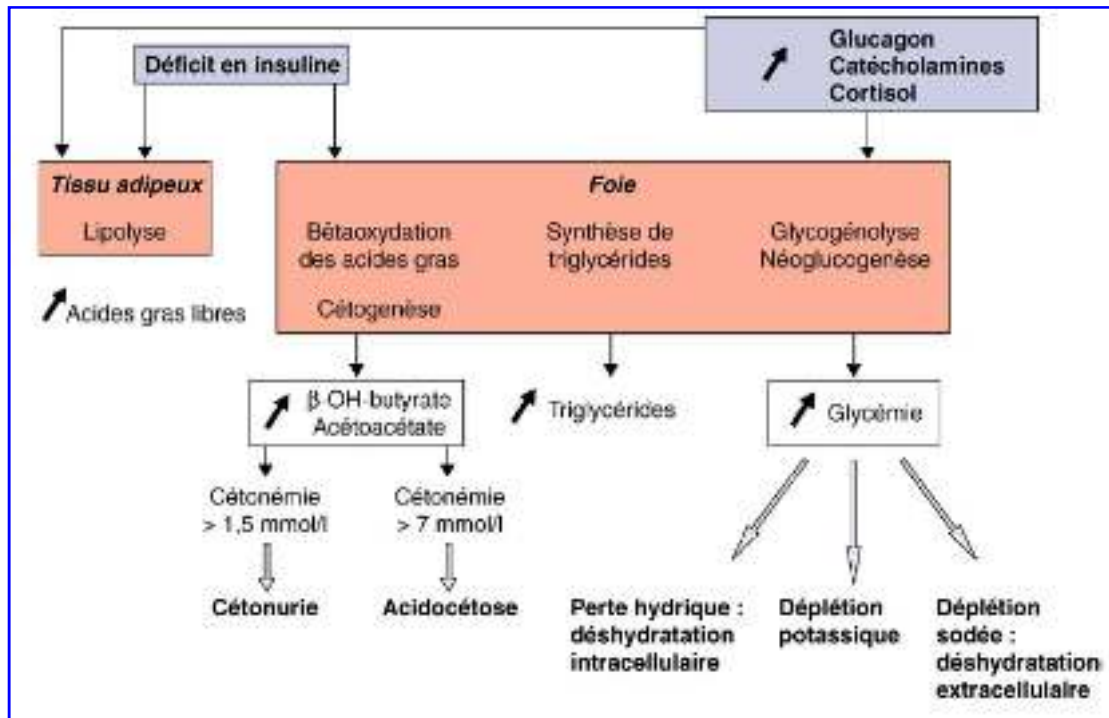 Déficit en insuline
Glucagon
Catécholamines
Cortisol
Tissu adipeux
Lipolyse
Acides gras libres
Foie
Bétaoxydation
des acides gras
Cétogenèse
Synthèse de
triglycérides
Glycogénolyse
Néoglucogenèse
β OH-butyrate
Acétoacétate
Triglycérides
Glycémie
Cétonémie
> 1,5 mmol/l
Cétonémie
> 7 mmol/l
Cétonurie
Acidocétose
Perte hydrique :
déshydratation
intracellulaire
Déplétion
potassique
Déplétion
sodée :
déshydratation
extracellulaire